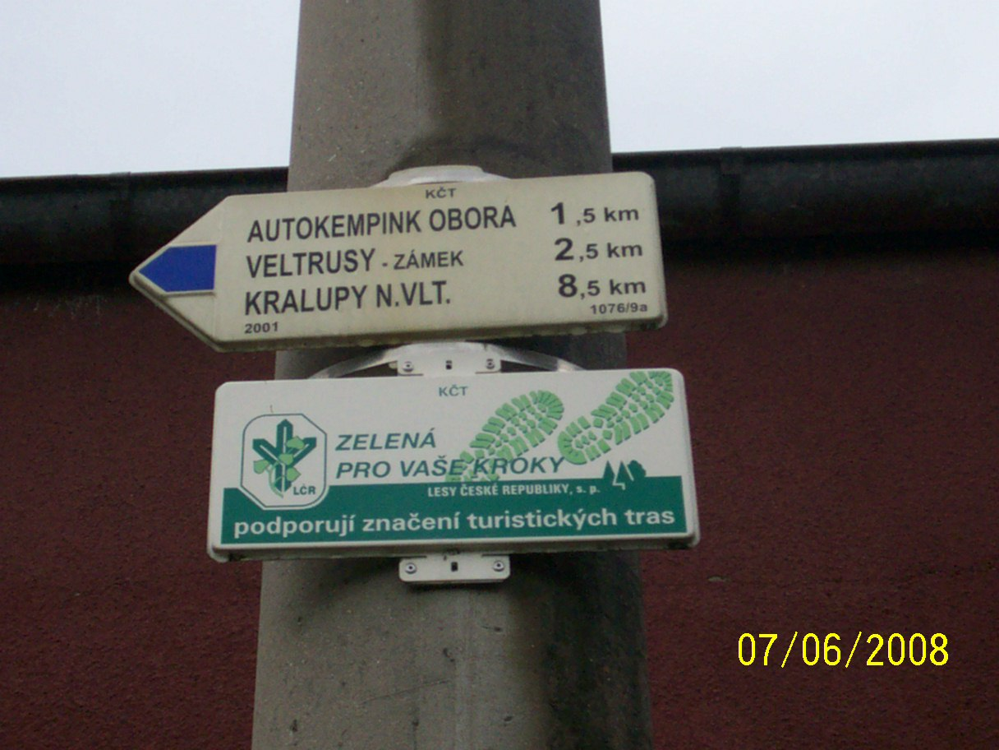 KČT
AUTOKEMPINK OBORA 1,5 km
VELTRUSY - ZÁMEK 2,5 km
KRALUPY N.VLT. 8,5 km
2001 1076/9a
KČT
ZELENÁ
PRO VAŠE KROKY
LČR
LESY ČESKÉ REPUBLIKY, s. p.
podporují značení turistických tras
07/06/2008